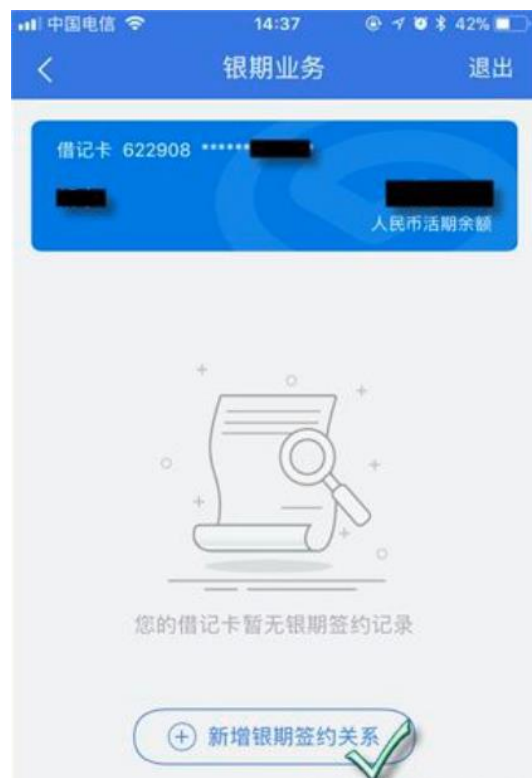 中国电信 14:37 42%
银期业务 退出
借记卡 622908 ******
人民币活期余额
您的借记卡暂无银期签约记录
新增银期签约关系